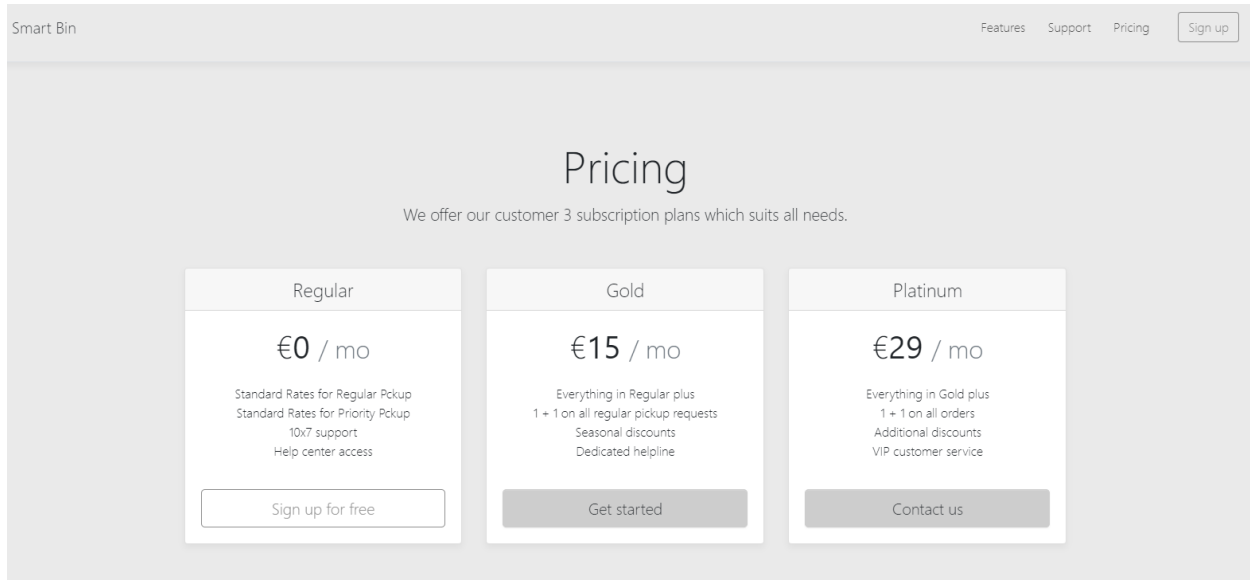 Smart Bin
Features Support Pricing Sign up
Pricing
We offer our customer 3 subscription plans which suits all needs.
Regular
€0 / mo
Standard Rates for Regular Pckup
Standard Rates for Priority Pckup
10x7 support
Help center access
Sign up for free
Gold
€15 / mo
Everything in Regular plus
1 + 1 on all regular pickup requests
Seasonal discounts
Dedicated helpline
Get started
Platinum
€29 / mo
Everything in Gold plus
1 + 1 on all orders
Additional discounts
VIP customer service
Contact us